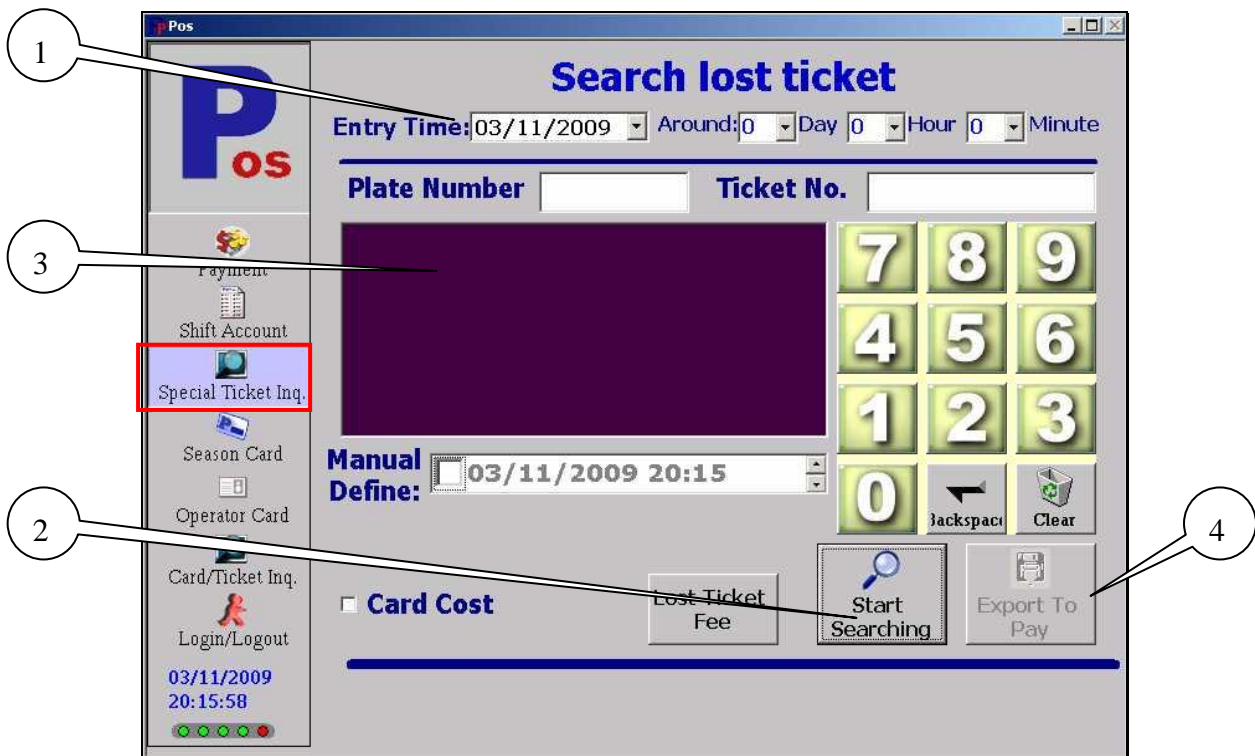 Pos
1
Pos
Search lost ticket
Entry Time: 03/11/2009 Around: 0 Day 0 Hour 0 Minute
Plate Number Ticket No.
3
Payment
Shift Account
Special Ticket Inq.
Season Card
Operator Card
Card/Ticket Inq.
Login/Logout
03/11/2009
20:15:58
7 8 9
4 5 6
1 2 3
0 Backspac Clear
Manual
Define: 03/11/2009 20:15
2
4
Card Cost
Lost Ticket
Fee
Start
Searching
Export To
Pay